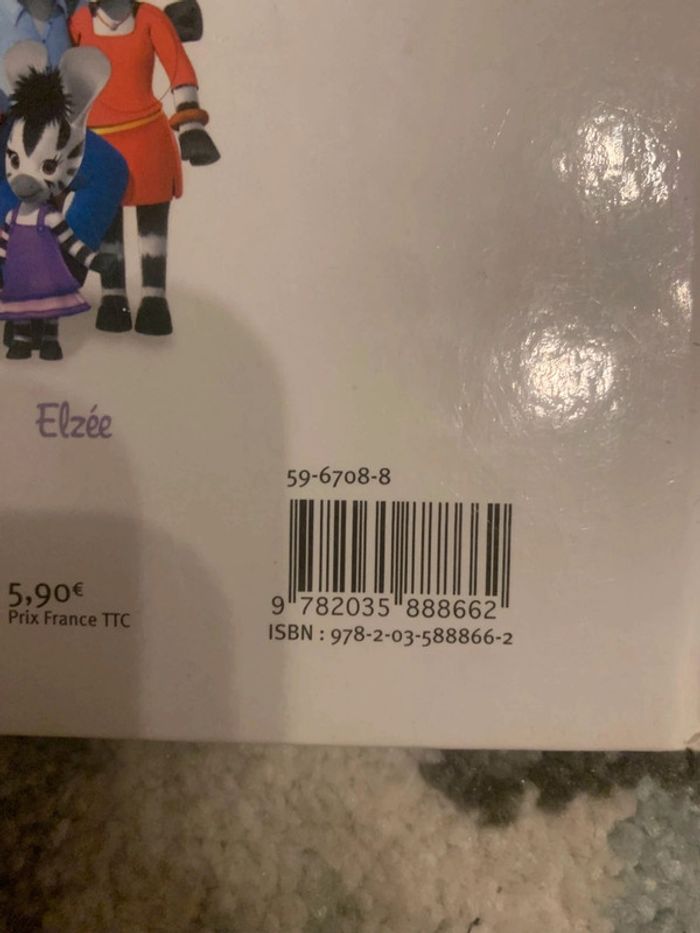 Elzée
59-6708-8
9 782035 888662
ISBN : 978-2-03-588866-2
5,90€
Prix France TTC